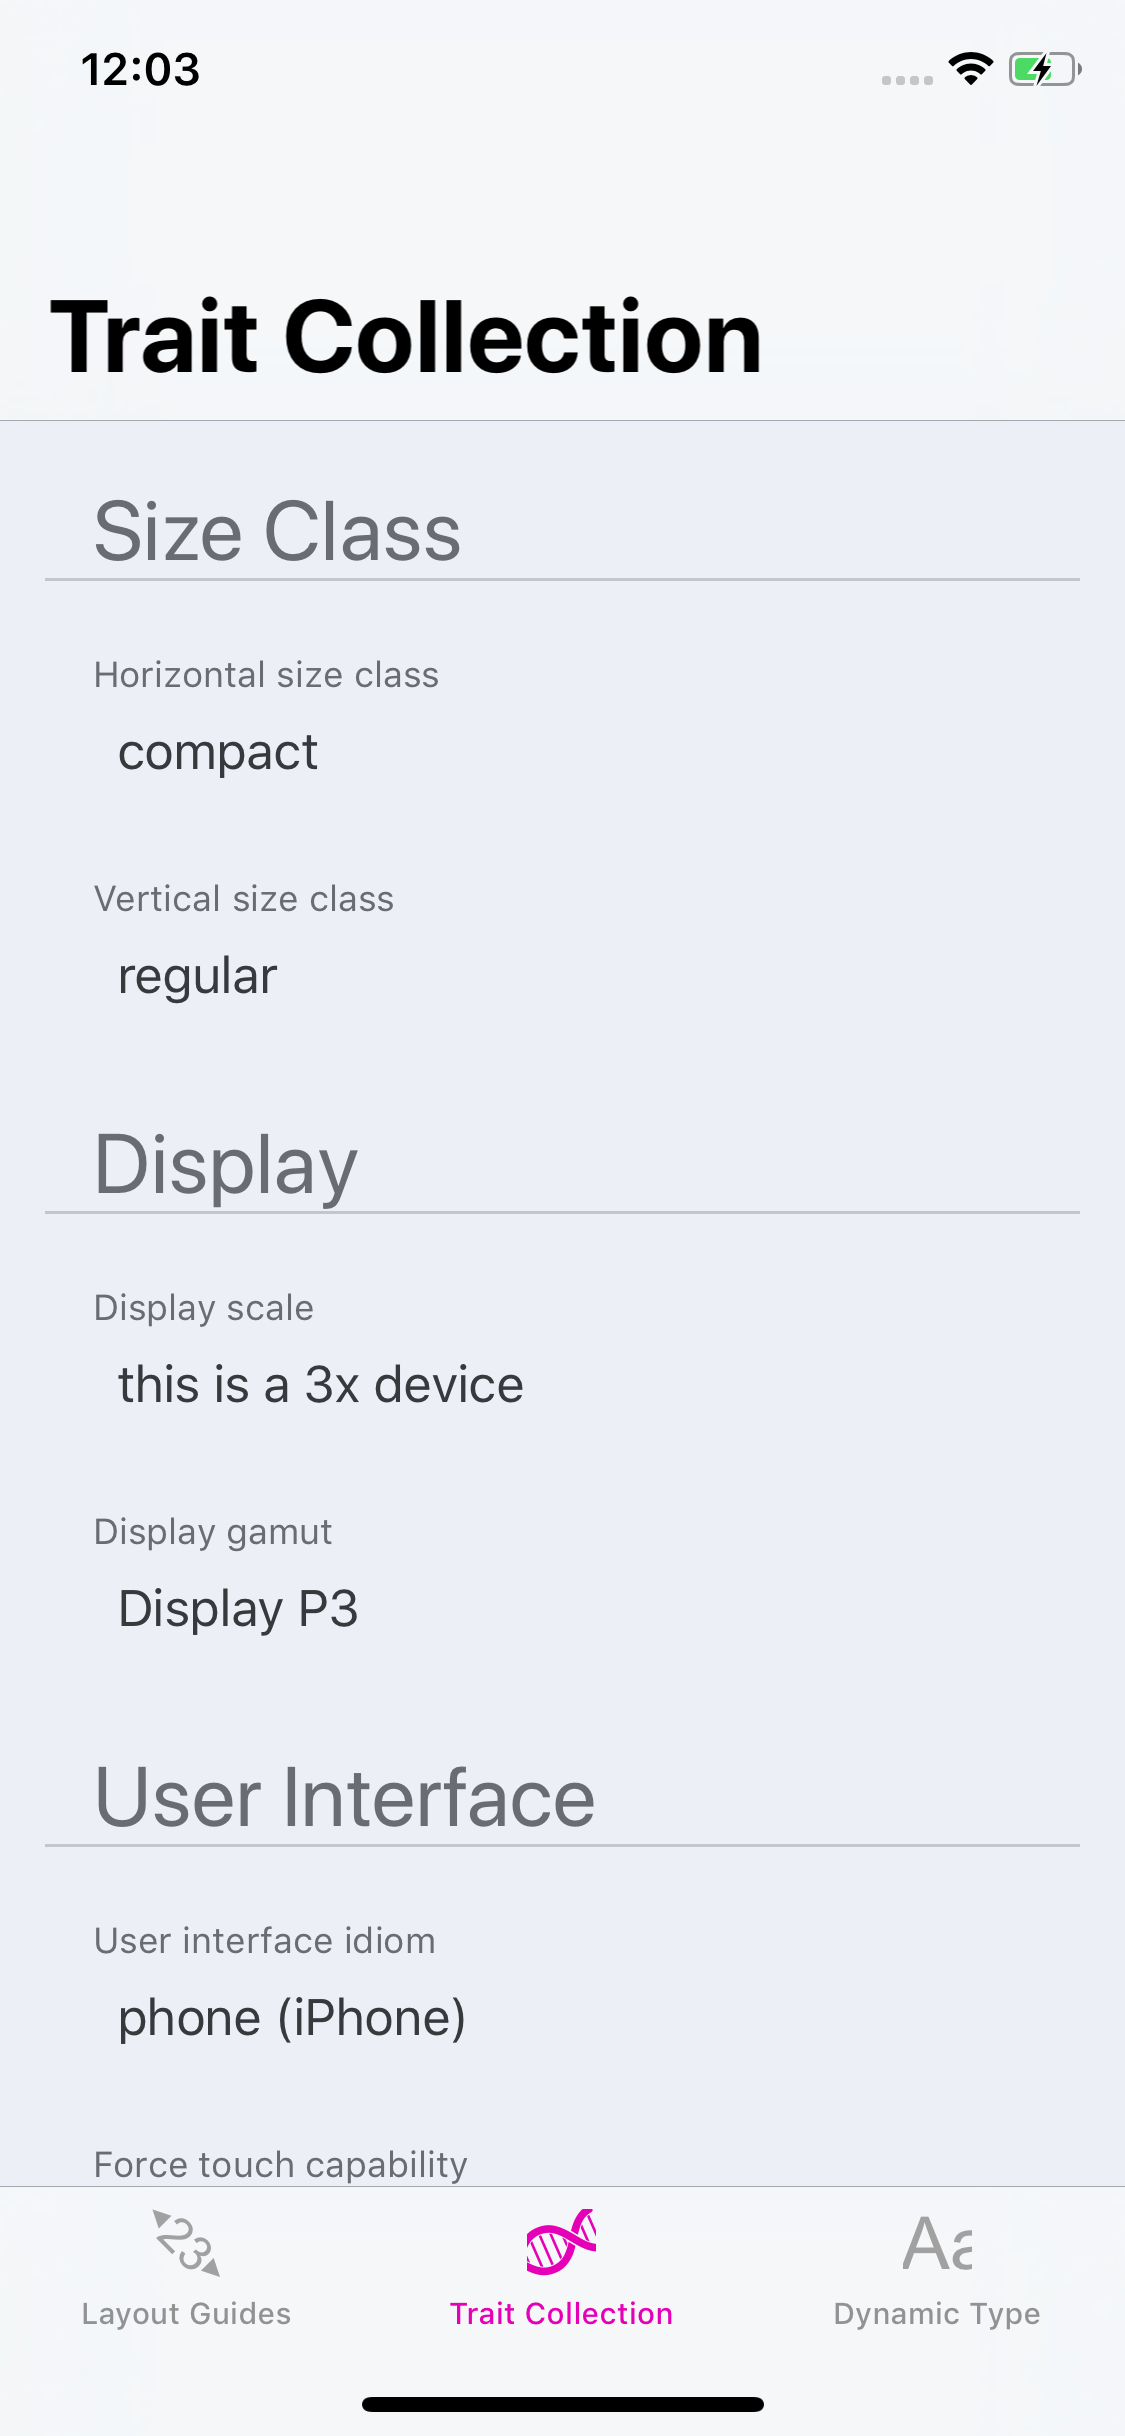 12:03
Trait Collection
Size Class
Horizontal size class
compact
Vertical size class
regular
Display
Display scale
this is a 3x device
Display gamut
Display P3
User Interface
User interface idiom
phone (iPhone)
Force touch capability
23
Aa
Layout Guides
Trait Collection
Dynamic Type